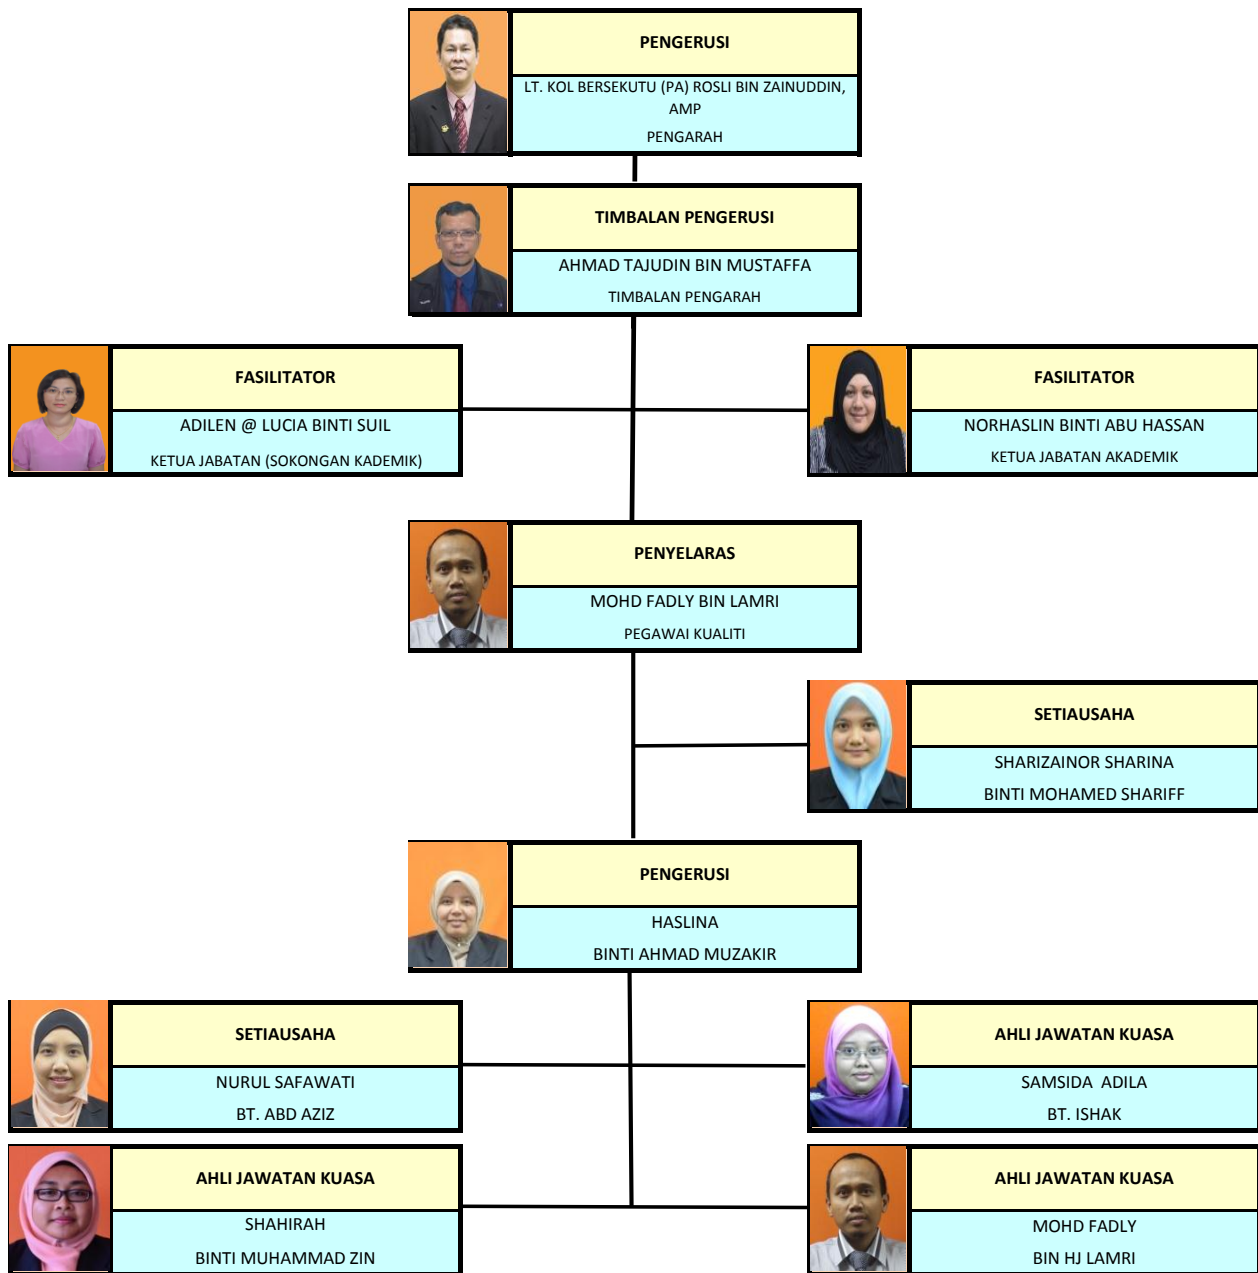 PENGERUSI
LT. KOL BERSEKUTU (PA) ROSLI BIN ZAINUDDIN,
AMP
PENGARAH
TIMBALAN PENGERUSI
AHMAD TAJUDIN BIN MUSTAFFA
TIMBALAN PENGARAH
FASILITATOR
ADILEN @ LUCIA BINTI SUIL
KETUA JABATAN (SOKONGAN KADEMIK)
FASILITATOR
NORHASLIN BINTI ABU HASSAN
KETUA JABATAN AKADEMIK
PENYELARAS
MOHD FADLY BIN LAMRI
PEGAWAI KUALITI
SETIAUSAHA
SHARIZAINOR SHARINA
BINTI MOHAMED SHARIFF
PENGERUSI
HASLINA
BINTI AHMAD MUZAKIR
SETIAUSAHA
NURUL SAFAWATI
BT. ABD AZIZ
AHLI JAWATAN KUASA
SAMSIDA  ADILA
BT. ISHAK
AHLI JAWATAN KUASA
SHAHIRAH
BINTI MUHAMMAD ZIN
AHLI JAWATAN KUASA
MOHD FADLY
BIN HJ LAMRI